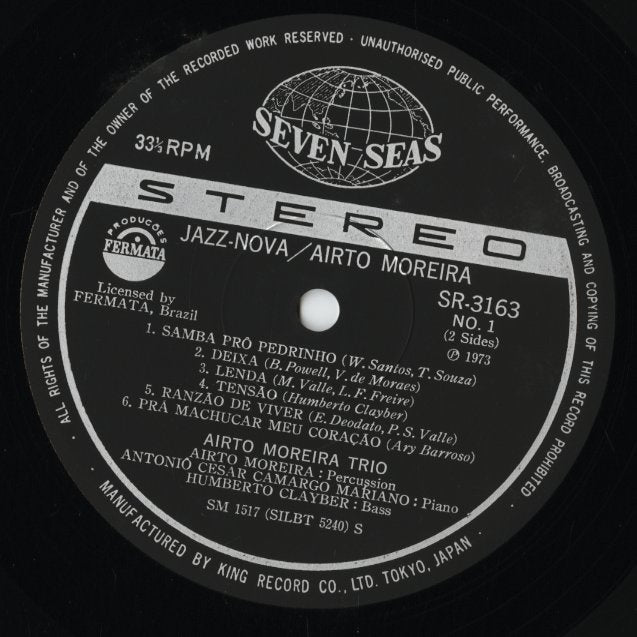 ALL RIGHTS OF THE MANUFACTURER AND OF THE OWNER OF THE RECORDED WORK RESERVED · UNAUTHORISED PUBLIC PERFORMANCE, BROADCASTING AND COPYING OF THIS RECORD PROHIBITED
SEVEN SEAS
33⅓ RPM
STEREO
PRODUCÕES
FERMATA
JAZZ-NOVA/AIRTO MOREIRA
Licensed by
FERMATA, Brazil
SR-3163
NO. 1
(2 Sides)
Ⓟ 1973
1. SAMBA PRÔ PEDRINHO (W. Santos, T. Souza)
2. DEIXA (B. Powell, V. de Moraes)
3. LENDA (M. Valle, L. F. Freire)
4. TENSÃO (Humberto Clayber)
5. RANZÃO DE VIVER (E. Deodato, P. S. Valle)
6. PRÁ MACHUCAR MEU CORAÇÃO (Ary Barroso)
AIRTO MOREIRA TRIO
AIRTO MOREIRA : Percussion
ANTONIÔ CESAR CAMARGO MARIANO : Piano
HUMBERTO CLAYBER : Bass
SM 1517 (SILBT 5240) S
· MANUFACTURED BY KING RECORD CO., LTD. TOKYO, JAPAN ·